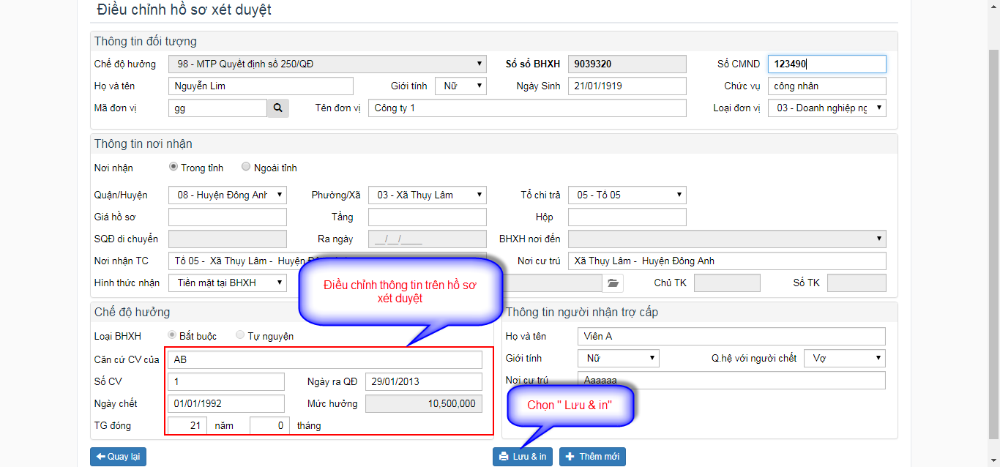 Điều chỉnh hồ sơ xét duyệt
Thông tin đối tượng
Chế độ hưởng 98 - MTP Quyết định số 250/QĐ Số sổ BHXH 9039320 Số CMND 123490
Họ và tên Nguyễn Lim Giới tính Nữ Ngày Sinh 21/01/1919 Chức vụ công nhân
Mã đơn vị gg Tên đơn vị Công ty 1 Loại đơn vị 03 - Doanh nghiệp ng
Thông tin nơi nhận
Nơi nhận Trong tỉnh Ngoài tỉnh
Quận/Huyện 08 - Huyện Đông Anh Phường/Xã 03 - Xã Thụy Lâm Tổ chi trả 05 - Tổ 05
Giá hồ sơ Tầng Hộp
SQĐ di chuyển Ra ngày __/__/____ BHXH nơi đến
Nơi nhận TC Tổ 05 - Xã Thụy Lâm - Huyện Nơi cư trú Xã Thụy Lâm - Huyện Đông Anh
Hình thức nhận Tiền mặt tại BHXH Chủ TK Số TK
Điều chỉnh thông tin trên hồ sơ
xét duyệt
Chế độ hưởng Thông tin người nhận trợ cấp
Loại BHXH Bắt buộc Tự nguyện Họ và tên Viên A
Căn cứ CV của AB Giới tính Nữ Q.hệ với người chết Vợ
Số CV 1 Ngày ra QĐ 29/01/2013 Nơi cư trú Aaaaaa
Ngày chết 01/01/1992 Mức hưởng 10,500,000 Chọn " Lưu & in"
TG đóng 21 năm 0 tháng
Quay lại Lưu & in Thêm mới